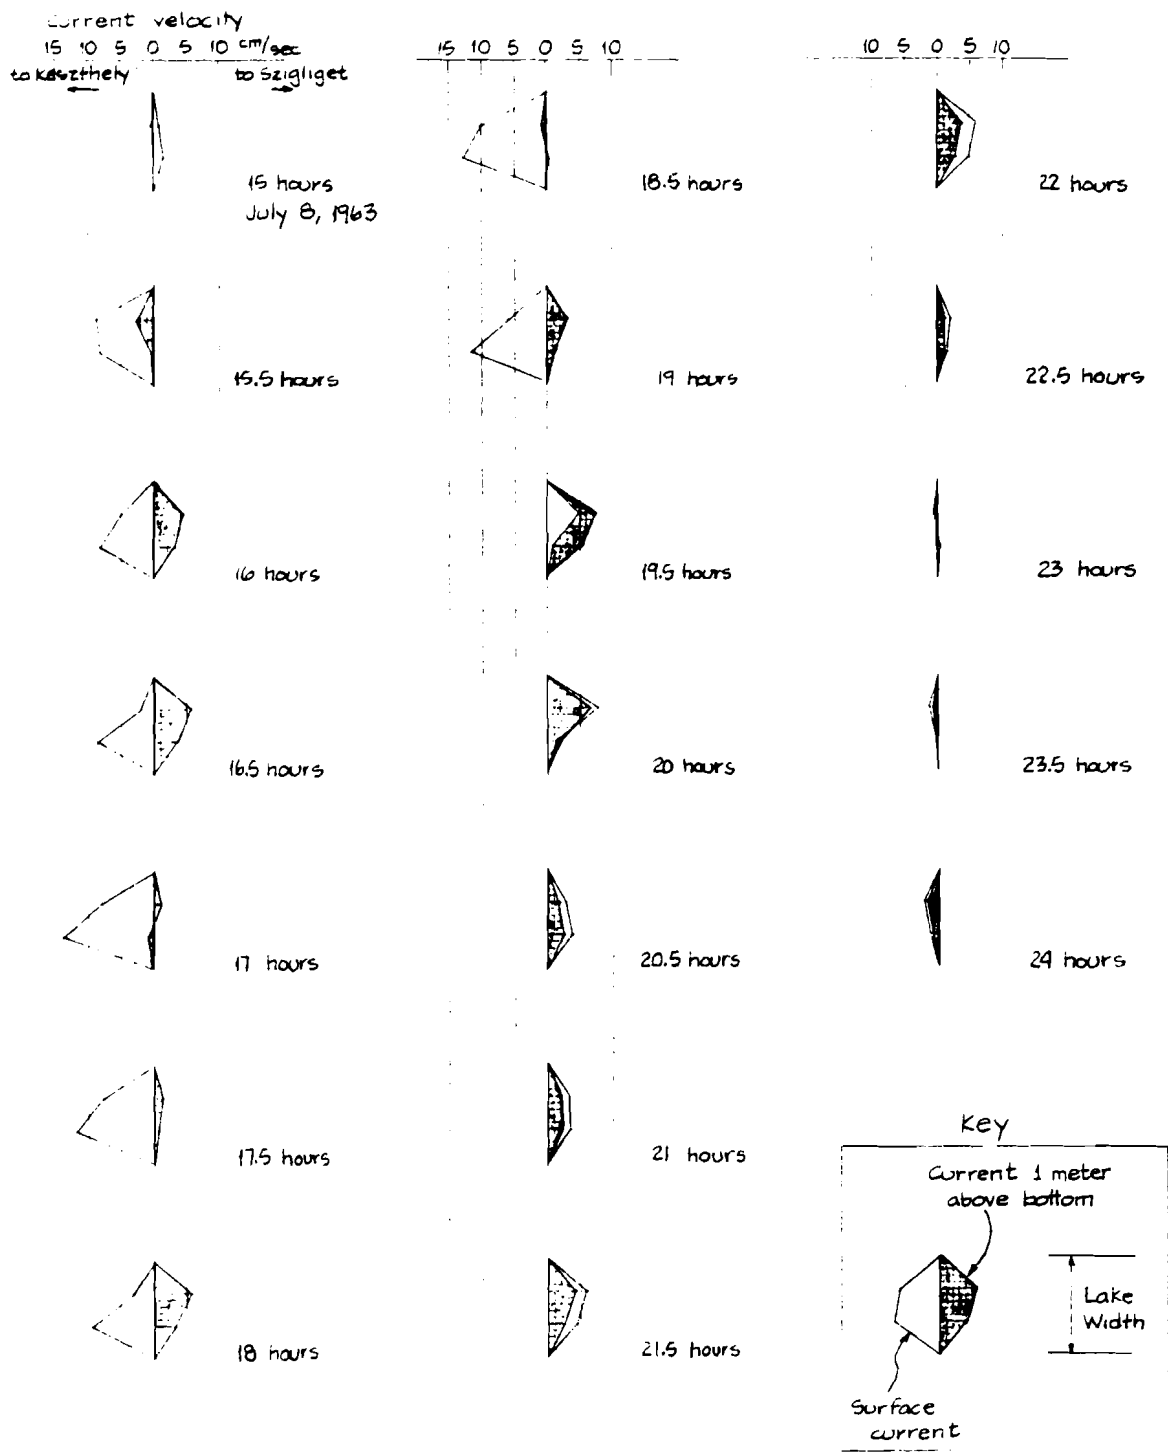 Current velocity
15 10 5 0 5 10 cm/sec
to Keszthely to Szigliget
15 hours
July 8, 1963
15.5 hours
16 hours
16.5 hours
17 hours
17.5 hours
18 hours
15 10 5 0 5 10
18.5 hours
19 hours
19.5 hours
20 hours
20.5 hours
21 hours
21.5 hours
10 5 0 5 10
22 hours
22.5 hours
23 hours
23.5 hours
24 hours
Key
Current 1 meter
above bottom
Lake
Width
Surface
current